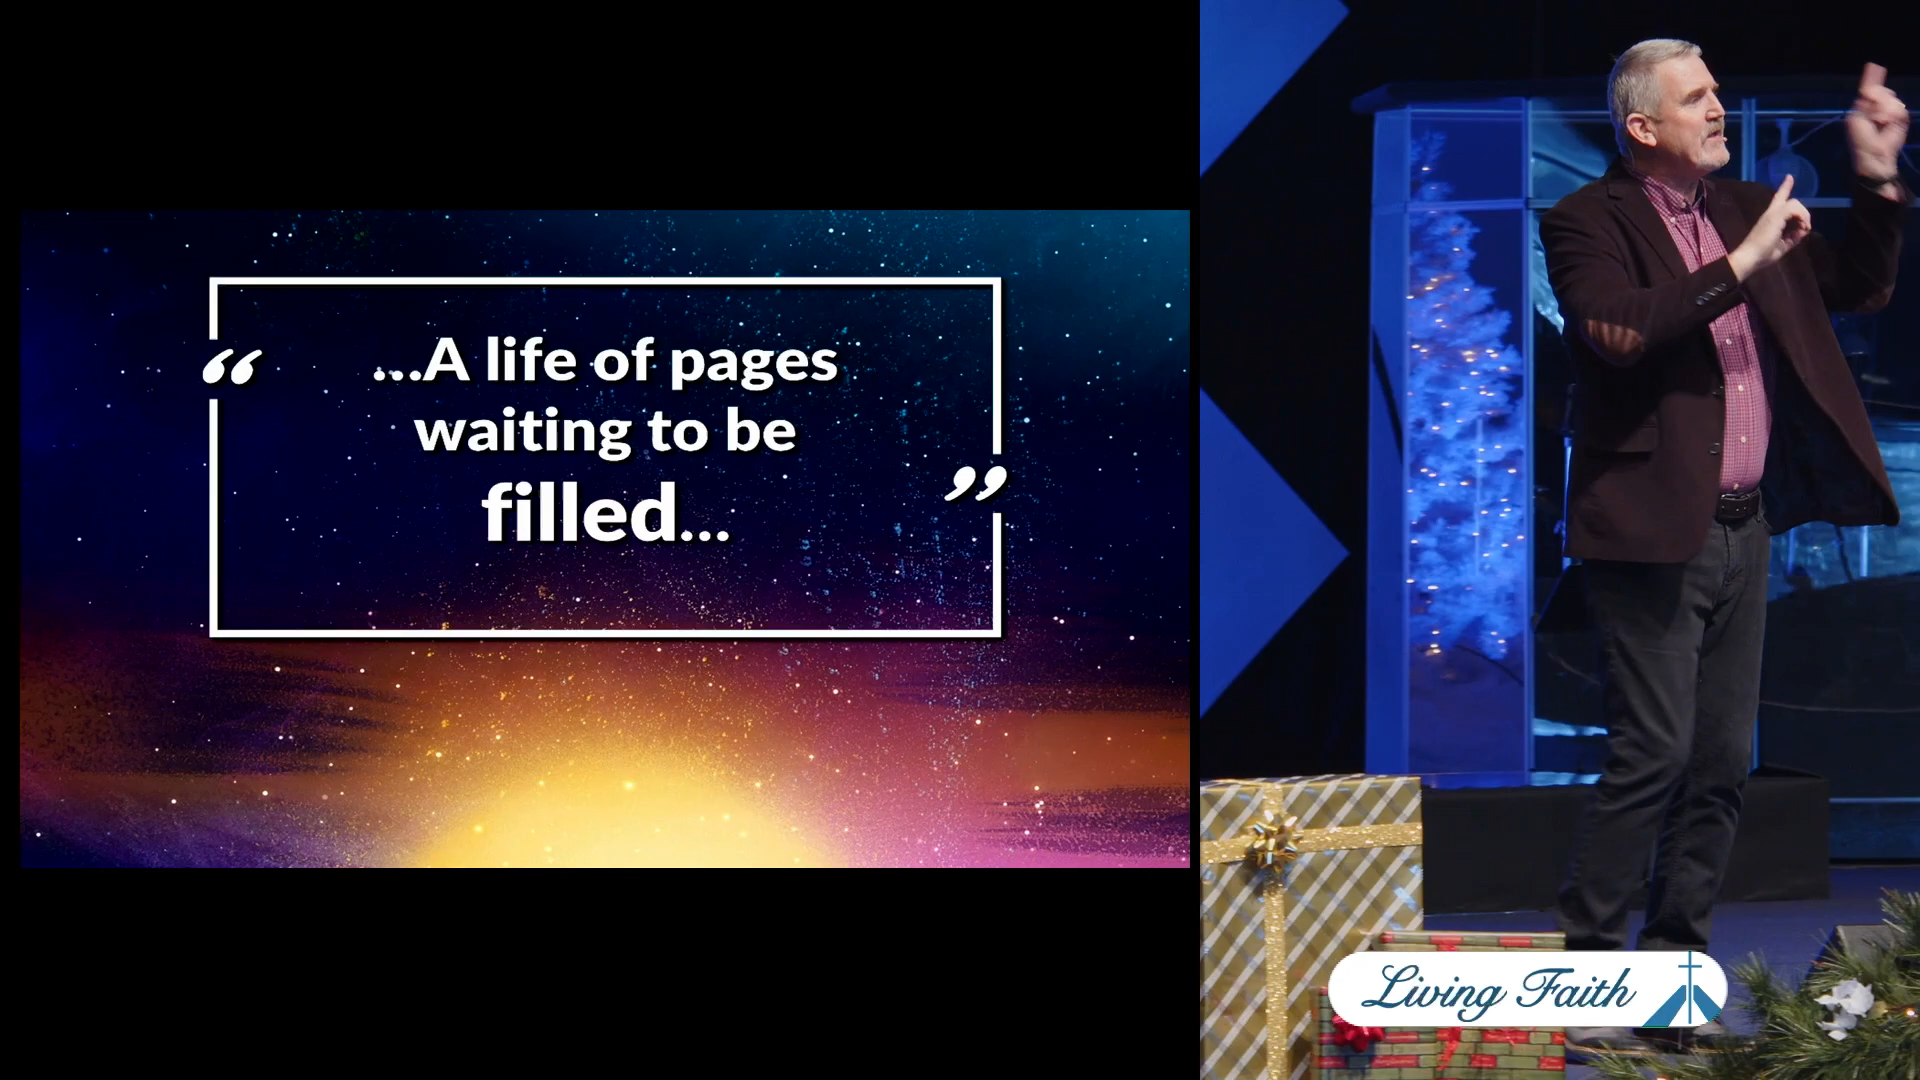 “
...A life of pages
waiting to be
filled...
”
Living Faith